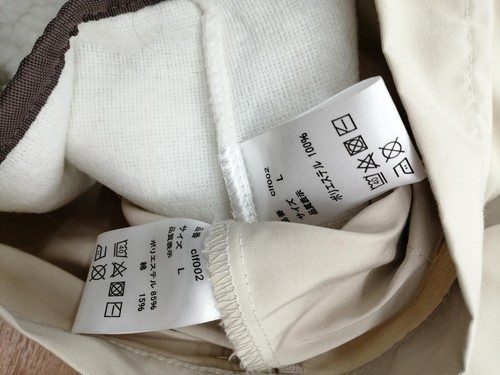 品番 clf002
サイズ L
品質表示
ポリエステル 85%
綿 15%
40
品番 clf002
サイズ L
品質表示
ポリエステル 100%